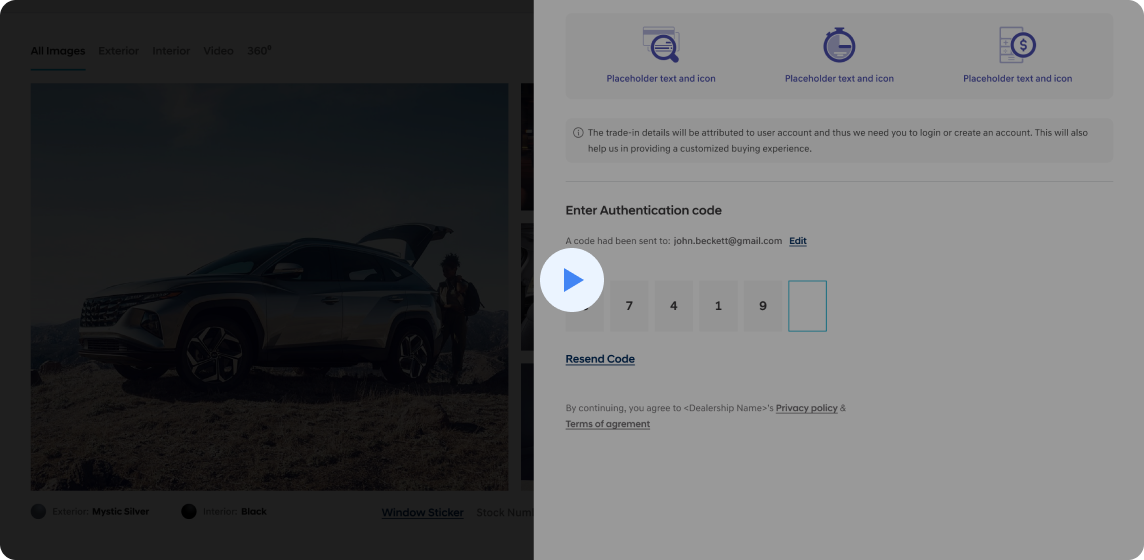 All Images Exterior Interior Video 360°
Exterior: Mystic Silver Interior: Black Window Sticker Stock
Placeholder text and icon Placeholder text and icon Placeholder text and icon
The trade-in details will be attributed to user account and thus we need you to login or create an account. This will also
help us in providing a customized buying experience.
Enter Authentication code
A code had been sent to: john.beckett@gmail.com Edit
7 4 1 9
Resend Code
By continuing, you agree to <Dealership Name>'s Privacy policy &
Terms of agrement